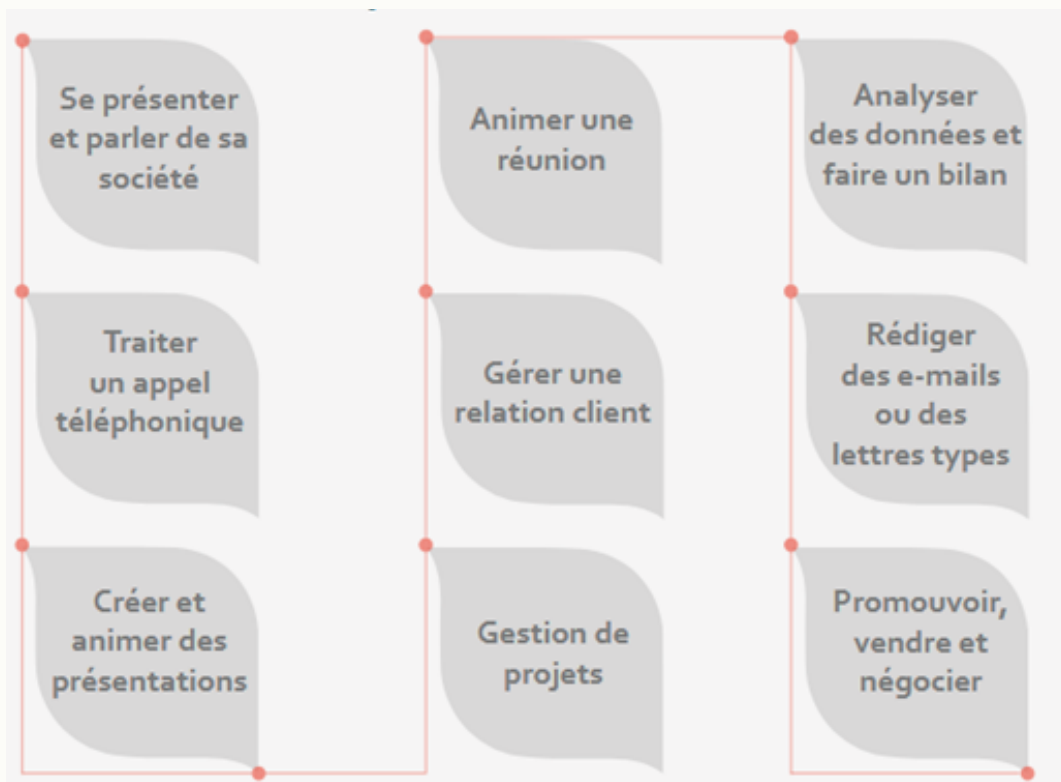 Se présenter
et parler de sa
société
Traiter
un appel
téléphonique
Créer et
animer des
présentations
Gestion de
projets
Gérer une
relation client
Animer une
réunion
Analyser
des données et
faire un bilan
Rédiger
des e-mails
ou des
lettres types
Promouvoir,
vendre et
négocier